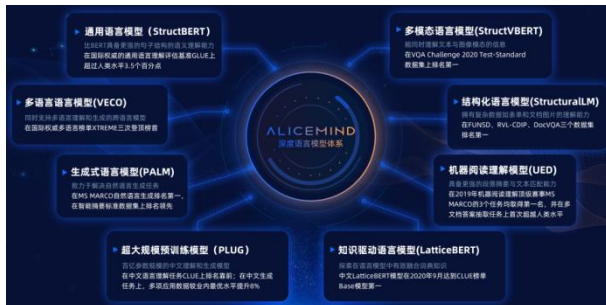 通用语言模型（StructBERT)
比BERT具备更强的句子结构的语义理解能力
在国际权威的通用语言理解评估基准GLUE上
超过人类水平3.5个百分点
多模态语言模型(StructVBERT)
能同时理解文本与图像模态的信息
在VQA Challenge 2020 Test-Standard
数据集上排名第一
多语言语言模型(VECO)
同时支持多语言理解和生成的跨语言模型
在国际权威多语言榜单XTREME三次登顶榜首
结构化语言模型(StructuralLM)
拥有复杂数据如表单和文档图片的理解能力
在FUNSD、RVL-CDIP、DocVQA三个数据集
排名第一
ALICEMIND
深度语言模型体系
生成式语言模型(PALM)
致力于解决自然语言生成任务
在MS MARCO自然语言生成排名第一，
在智能摘要标准数据集上排名领先
机器阅读理解模型(UED)
具备更强的段落摘要与文本匹配能力
在2019年机器阅读理解顶级赛事MS
MARCO的3个任务均取得第一名，并在多
文档答案抽取任务上首次超越人类水平
超大规模预训练模型（PLUG）
百亿参数规模的中文理解和生成模型
在中文语言理解任务CLUE上排名靠前；在中文生
成任务上，多项应用数据较业内最优水平提升8%
知识驱动语言模型(LatticeBERT)
探索在语言模型中有效融合词典知识
中文LatticeBERT模型在2020年9月达到CLUE榜单
Base模型第一